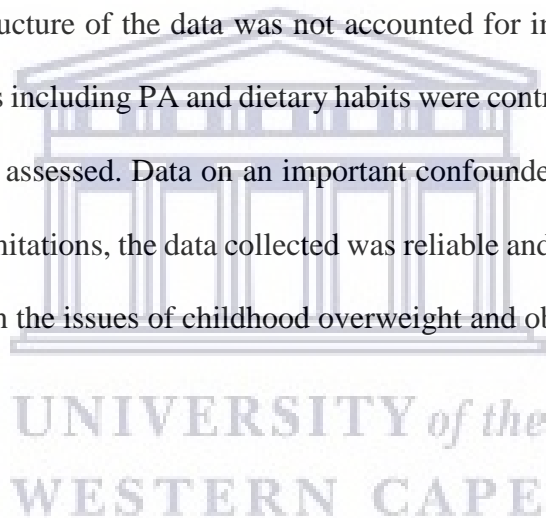 ucture of the data was not accounted for in
s including PA and dietary habits were contr
assessed. Data on an important confounde
nitations, the data collected was reliable and
n the issues of childhood overweight and ob
UNIVERSITY of the
WESTERN CAPE